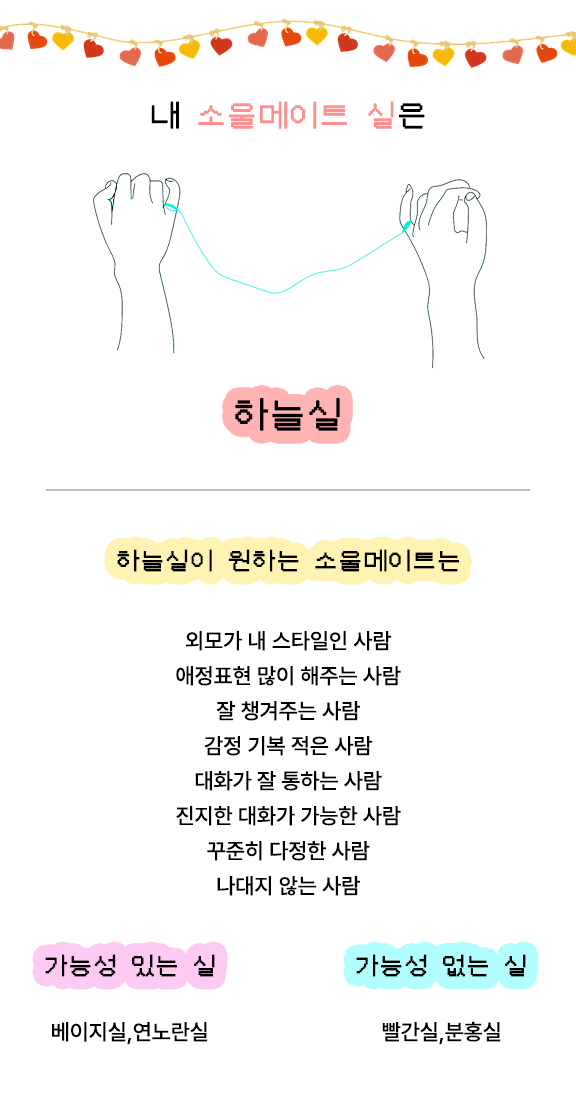 내 소울메이트 실은
하늘실
하늘실이 원하는 소울메이트는
외모가 내 스타일인 사람
애정표현 많이 해주는 사람
잘 챙겨주는 사람
감정 기복 적은 사람
대화가 잘 통하는 사람
진지한 대화가 가능한 사람
꾸준히 다정한 사람
나대지 않는 사람
가능성 있는 실
베이지실,연노란실
가능성 없는 실
빨간실,분홍실